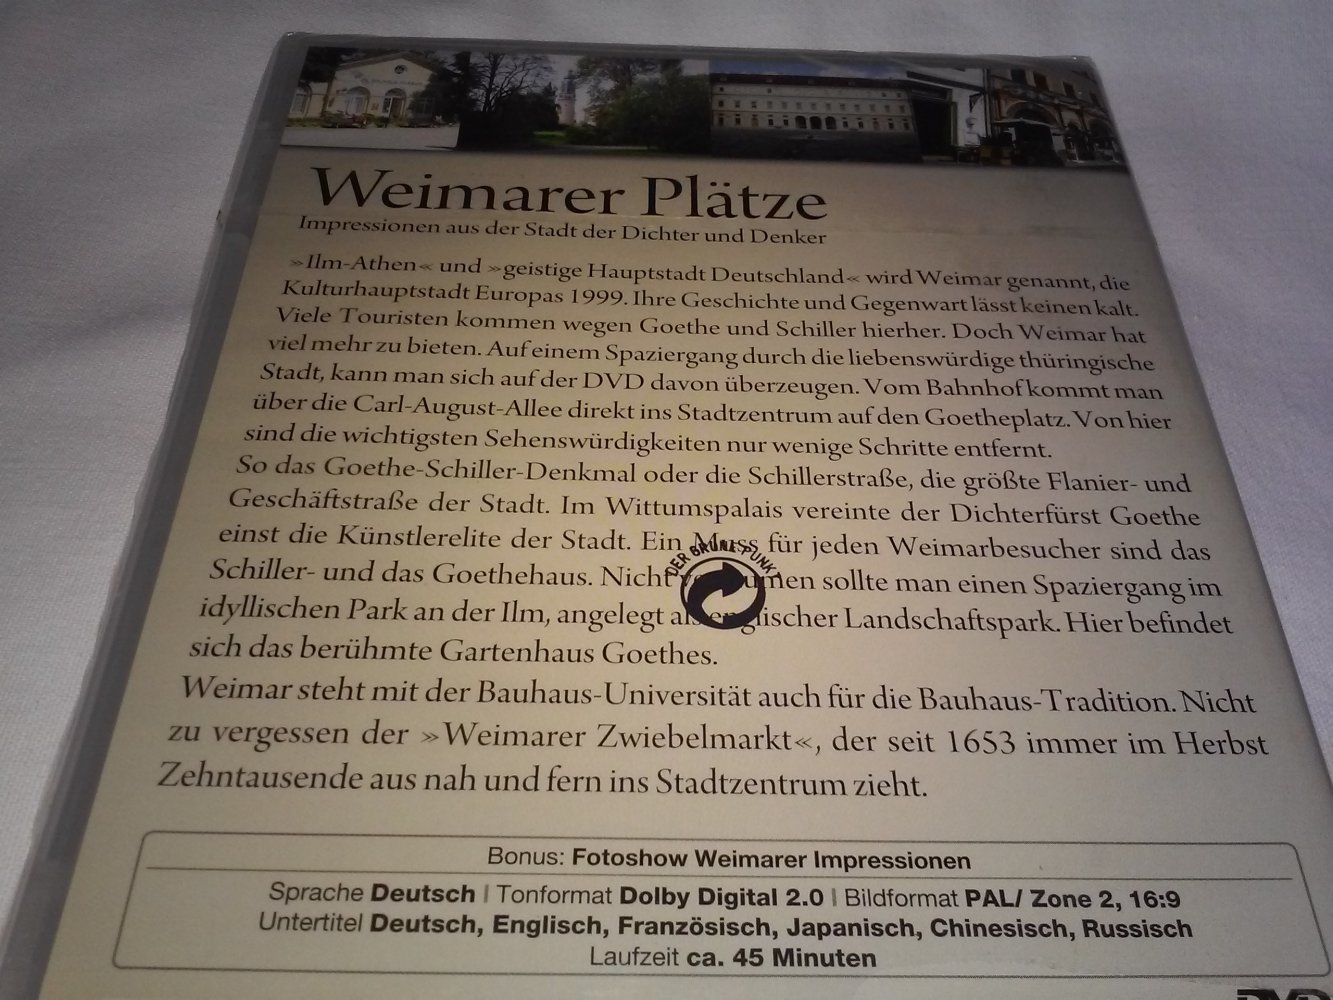 Weimarer Plätze
Impressionen aus der Stadt der Dichter und Denker
»Ilm-Athen« und »geistige Hauptstadt Deutschland« wird Weimar genannt, die
Kulturhauptstadt Europas 1999. Ihre Geschichte und Gegenwart lässt keinen kalt.
Viele Touristen kommen wegen Goethe und Schiller hierher. Doch Weimar hat
viel mehr zu bieten. Auf einem Spaziergang durch die liebenswürdige thüringische
Stadt, kann man sich auf der DVD davon überzeugen. Vom Bahnhof kommt man
über die Carl-August-Allee direkt ins Stadtzentrum auf den Goetheplatz. Von hier
sind die wichtigsten Sehenswürdigkeiten nur wenige Schritte entfernt.
So das Goethe-Schiller-Denkmal oder die Schillerstraße, die größte Flanier- und
Geschäftstraße der Stadt. Im Wittumspalais vereinte der Dichterfürst Goethe
einst die Künstlerelite der Stadt. Ein Muss für jeden Weimarbesucher sind das
Schiller- und das Goethehaus. Nicht sollte man einen Spaziergang im
idyllischen Park an der Ilm, angelegt als englischer Landschaftspark. Hier befindet
sich das berühmte Gartenhaus Goethes.
Weimar steht mit der Bauhaus-Universität auch für die Bauhaus-Tradition. Nicht
zu vergessen der »Weimarer Zwiebelmarkt«, der seit 1653 immer im Herbst
Zehntausende aus nah und fern ins Stadtzentrum zieht.
DER GRÜNE PUNKT
Bonus: Fotoshow Weimarer Impressionen
Sprache Deutsch | Tonformat Dolby Digital 2.0 | Bildformat PAL/ Zone 2, 16:9
Untertitel Deutsch, Englisch, Französisch, Japanisch, Chinesisch, Russisch
Laufzeit ca. 45 Minuten